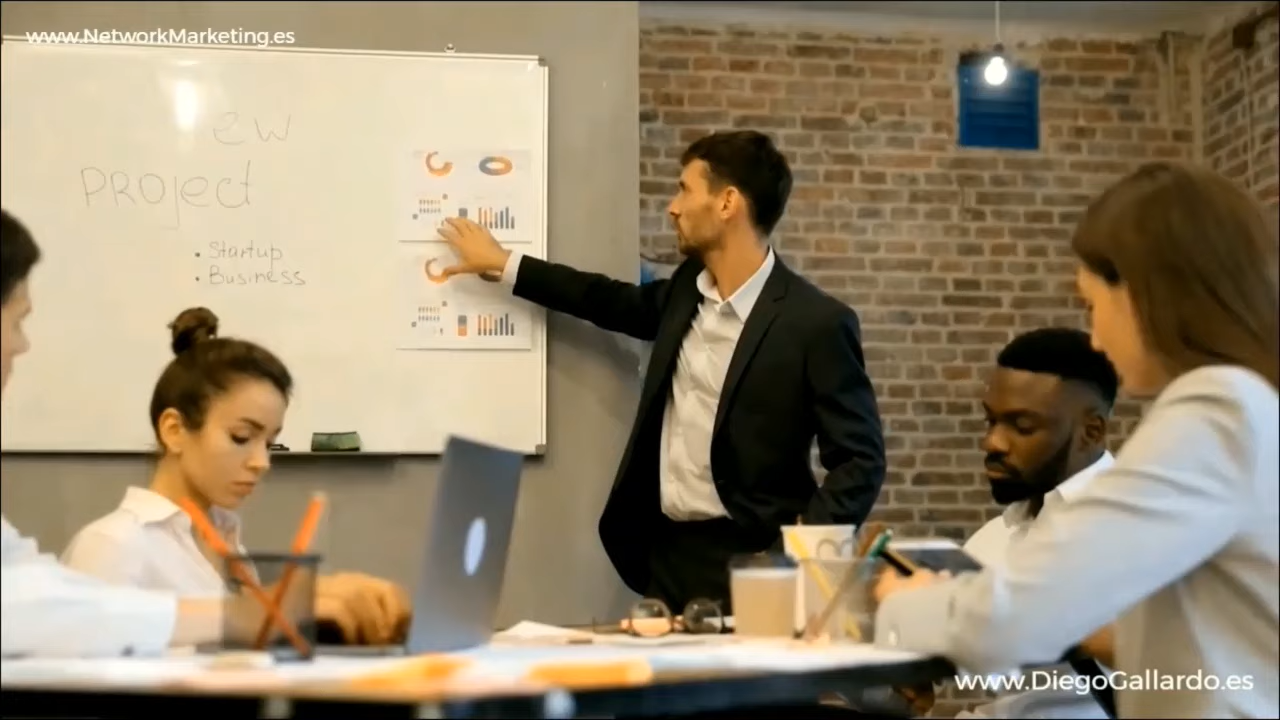 www.NetworkMarketing.es
ew
PROject
• Startup
• Business
www.DiegoGallardo.es